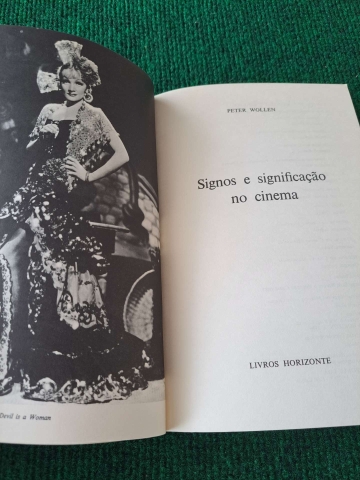 Devil is a Woman
PETER WOLLEN
Signos e significação
no cinema
LIVROS HORIZONTE